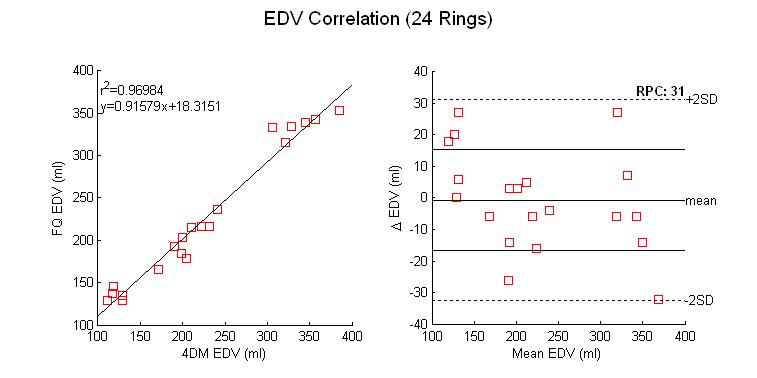 EDV Correlation (24 Rings)
r²=0.96984
y=0.91579x+18.3151
FQ EDV (ml)
400
350
300
250
200
150
100
100 150 200 250 300 350 400
4DM EDV (ml)
RPC: 31
+2SD
mean
-2SD
Δ EDV (ml)
40
30
20
10
0
-10
-20
-30
-40
100 150 200 250 300 350 400
Mean EDV (ml)